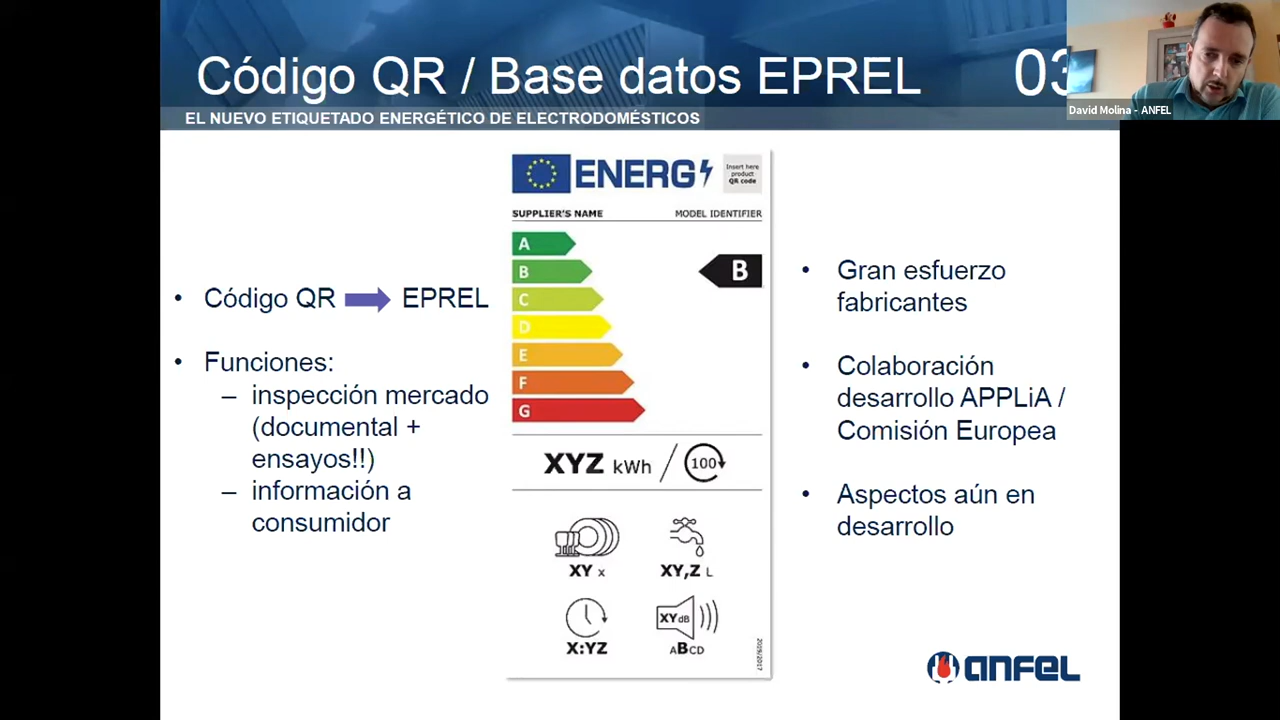 Código QR / Base datos EPREL
03
EL NUEVO ETIQUETADO ENERGÉTICO DE ELECTRODOMÉSTICOS
David Molina - ANFEL
• Código QR EPREL
• Funciones:
– inspección mercado
(documental +
ensayos!!)
– información a
consumidor
ENERG
Insert here
product
QR code
SUPPLIER'S NAME MODEL IDENTIFIER
A
B
B
C
D
E
F
G
XYZ kWh / 100
XY x
XY,Z L
X:YZ
XY dB
ABCD
2019/2017
• Gran esfuerzo
fabricantes
• Colaboración
desarrollo APPLiA /
Comisión Europea
• Aspectos aún en
desarrollo
anfel